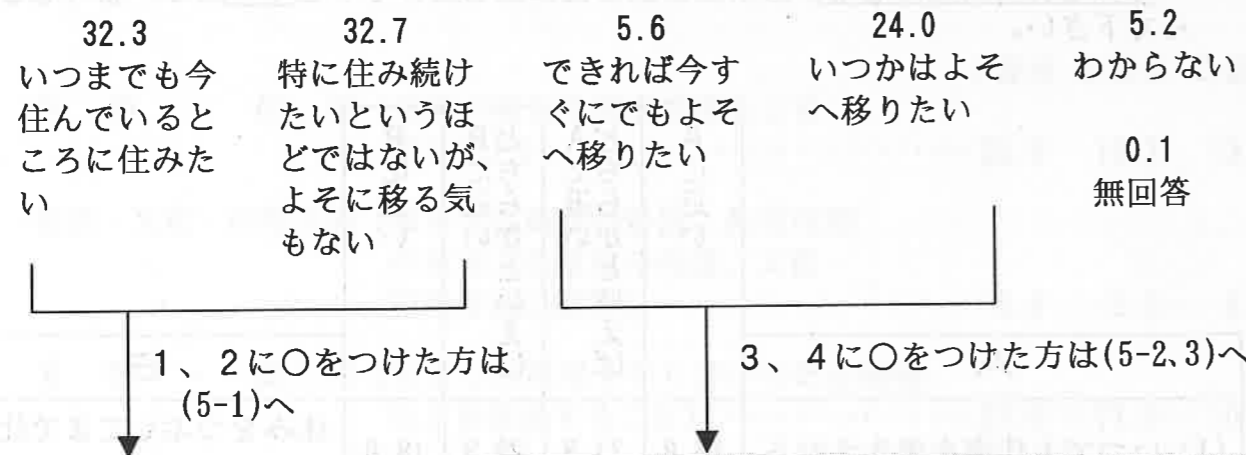 32.3
いつまでも今
住んでいると
ころに住みた
い
32.7
特に住み続け
たいというほ
どではないが、
よそに移る気
もない
5.6
できれば今す
ぐにでもよそ
へ移りたい
24.0
いつかはよそ
へ移りたい
5.2
わからない
0.1
無回答
1、2に○をつけた方は
(5-1)へ
3、4に○をつけた方は(5-2、3)へ